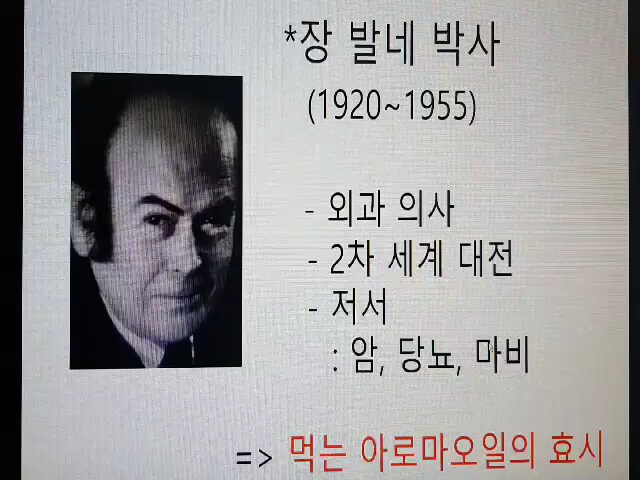 *장 발네 박사
(1920~1955)
- 외과 의사
- 2차 세계 대전
- 저서
: 암, 당뇨, 마비
=> 먹는 아로마오일의 효시